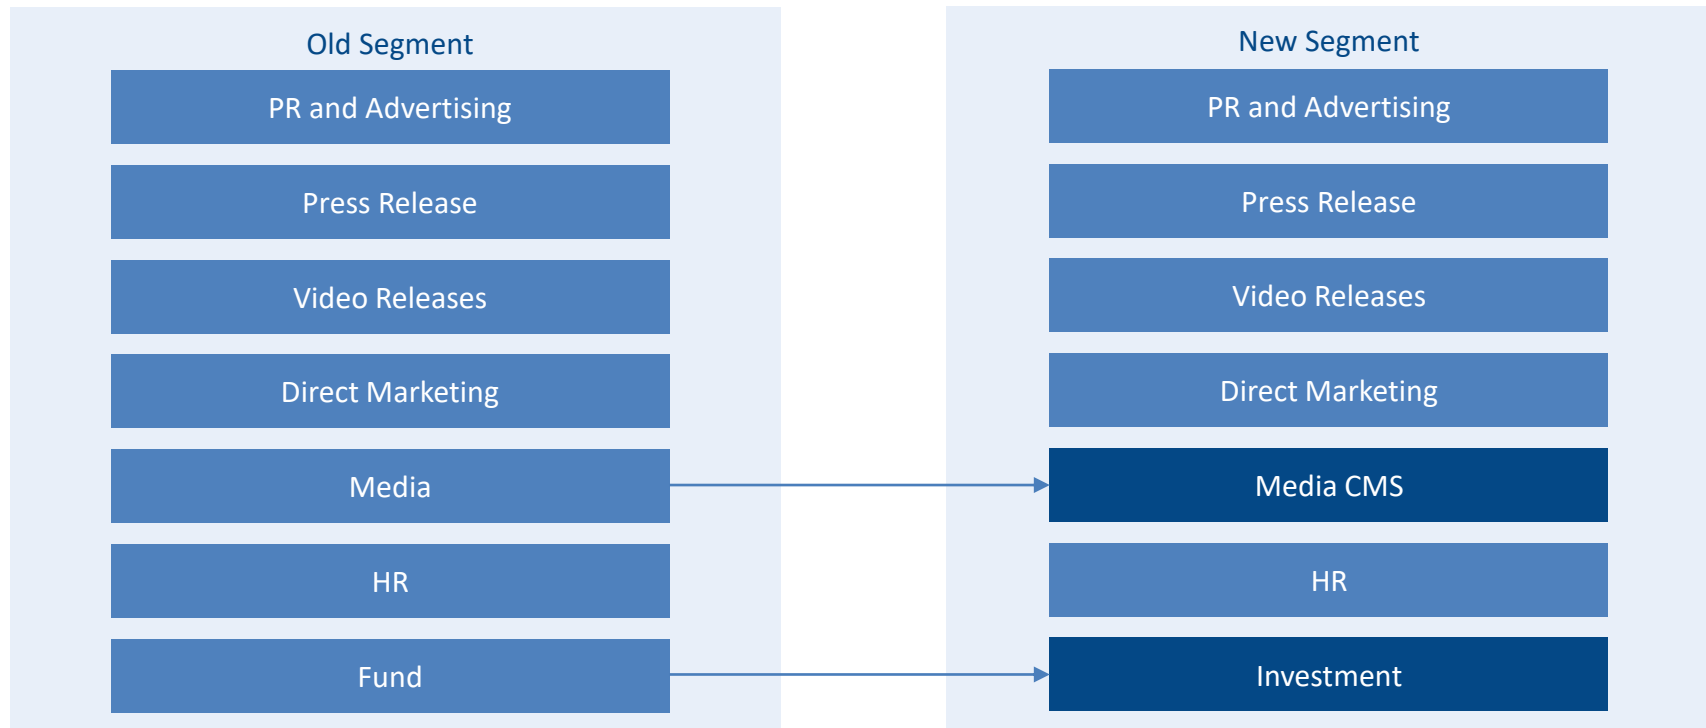 Old Segment
PR and Advertising
Press Release
Video Releases
Direct Marketing
Media
HR
Fund
New Segment
PR and Advertising
Press Release
Video Releases
Direct Marketing
Media CMS
HR
Investment